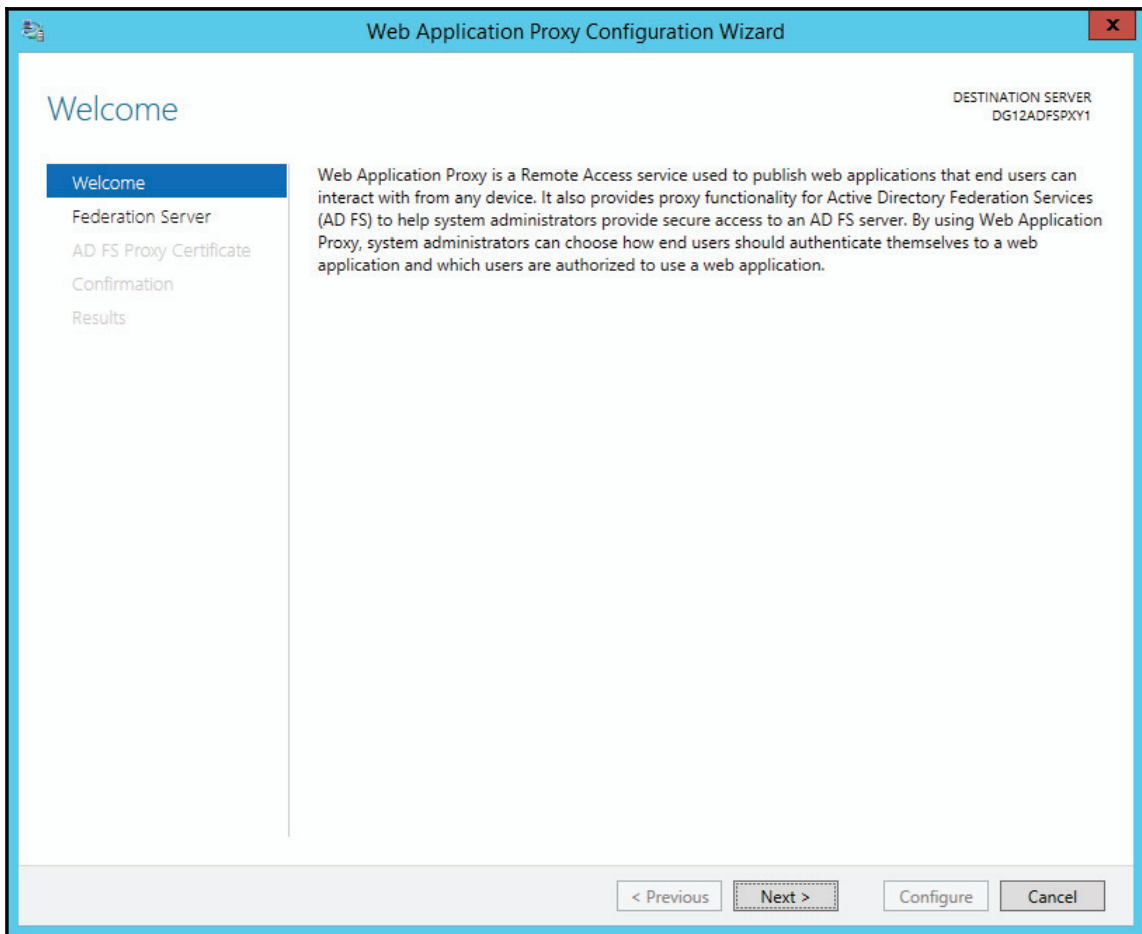 Web Application Proxy Configuration Wizard
x
Welcome
DESTINATION SERVER
DG12ADFSPXY1
Welcome
Federation Server
AD FS Proxy Certificate
Confirmation
Results
Web Application Proxy is a Remote Access service used to publish web applications that end users can
interact with from any device. It also provides proxy functionality for Active Directory Federation Services
(AD FS) to help system administrators provide secure access to an AD FS server. By using Web Application
Proxy, system administrators can choose how end users should authenticate themselves to a web
application and which users are authorized to use a web application.
< Previous
Next >
Configure
Cancel